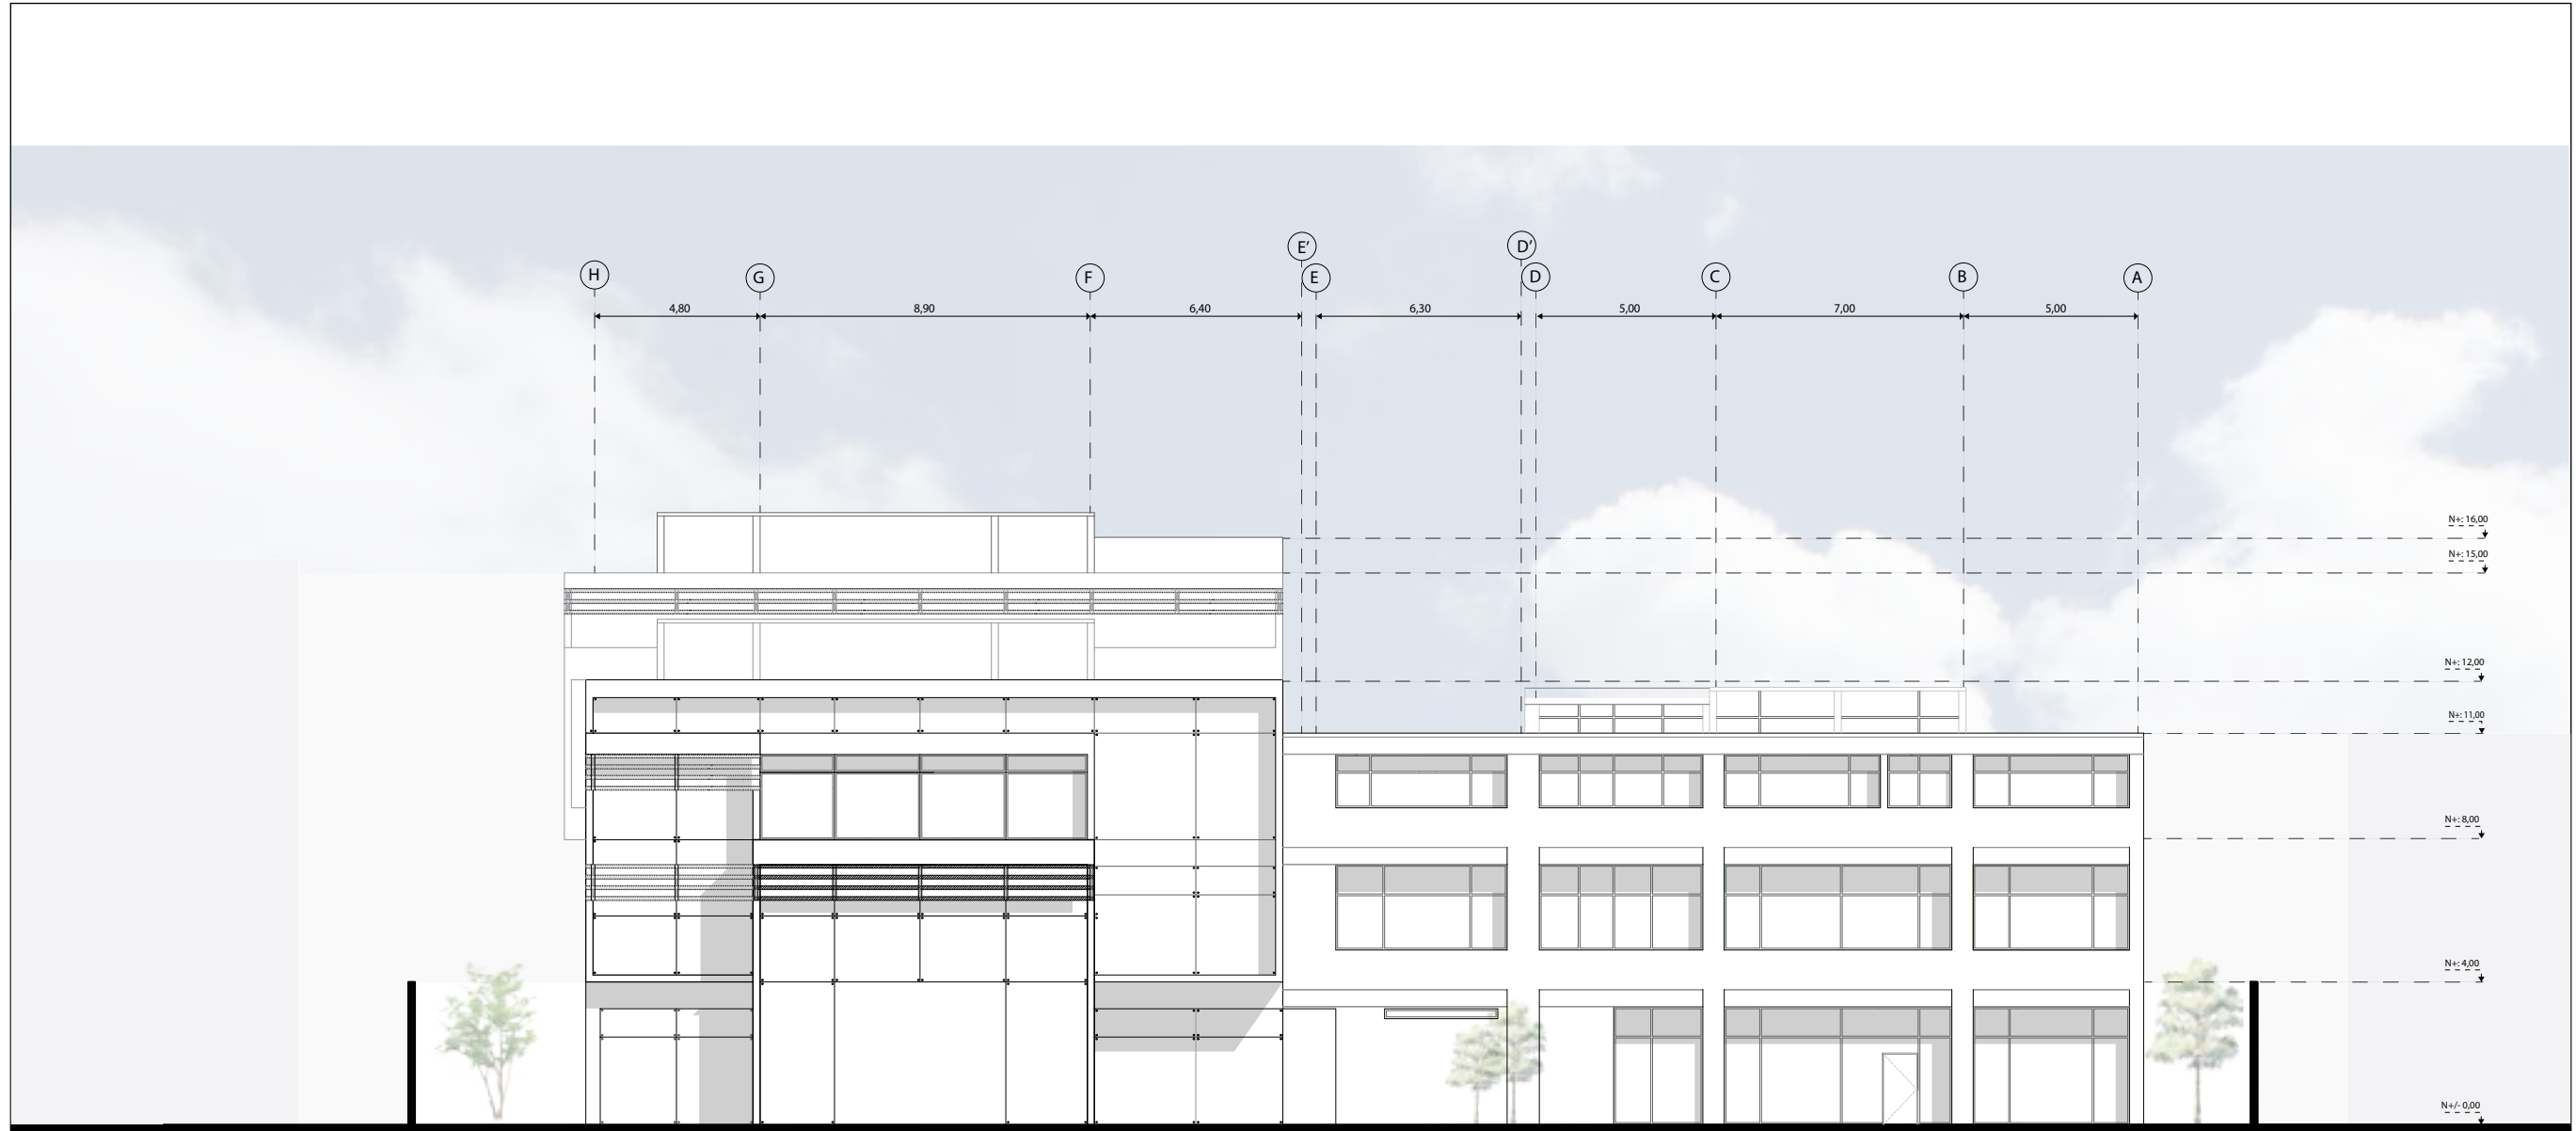 E’
D’
H
G
F
E
D
C
B
A
4,80
8,90
6,40
6,30
5,00
7,00
5,00
N+: 16,00
N+: 15,00
N+: 12,00
N+: 11,00
N+: 8,00
N+: 4,00
N+/- 0,00